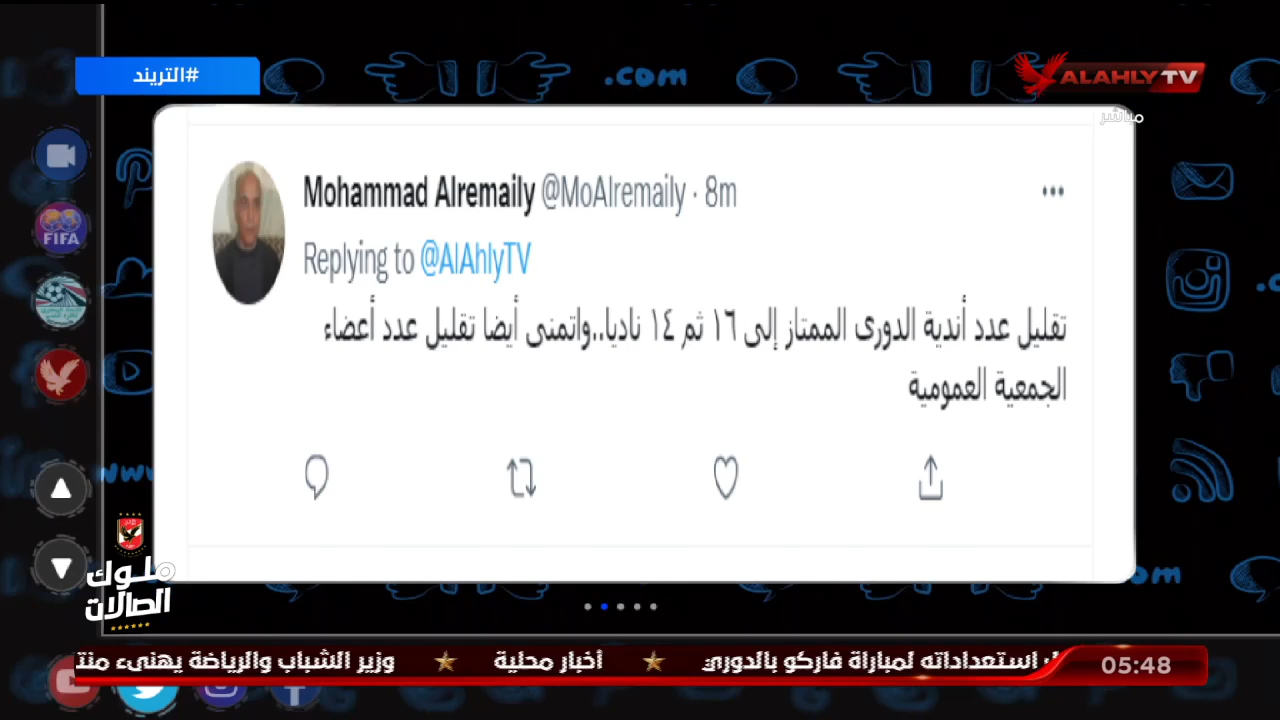 #التريند
.com
ALAHLY TV
مباشر
FIFA
Mohammad Alremaily @MoAlremaily · 8m
Replying to @AlAhlyTV
تقليل عدد أندية الدورى الممتاز إلى ١٦ ثم ١٤ ناديا..واتمنى أيضا تقليل عدد أعضاء
الجمعية العمومية
ملوك
الصالات
استعداداته لمباراة فاركو بالدوري ★ أخبار محلية ★ وزير الشباب والرياضة يهنىء
05:48